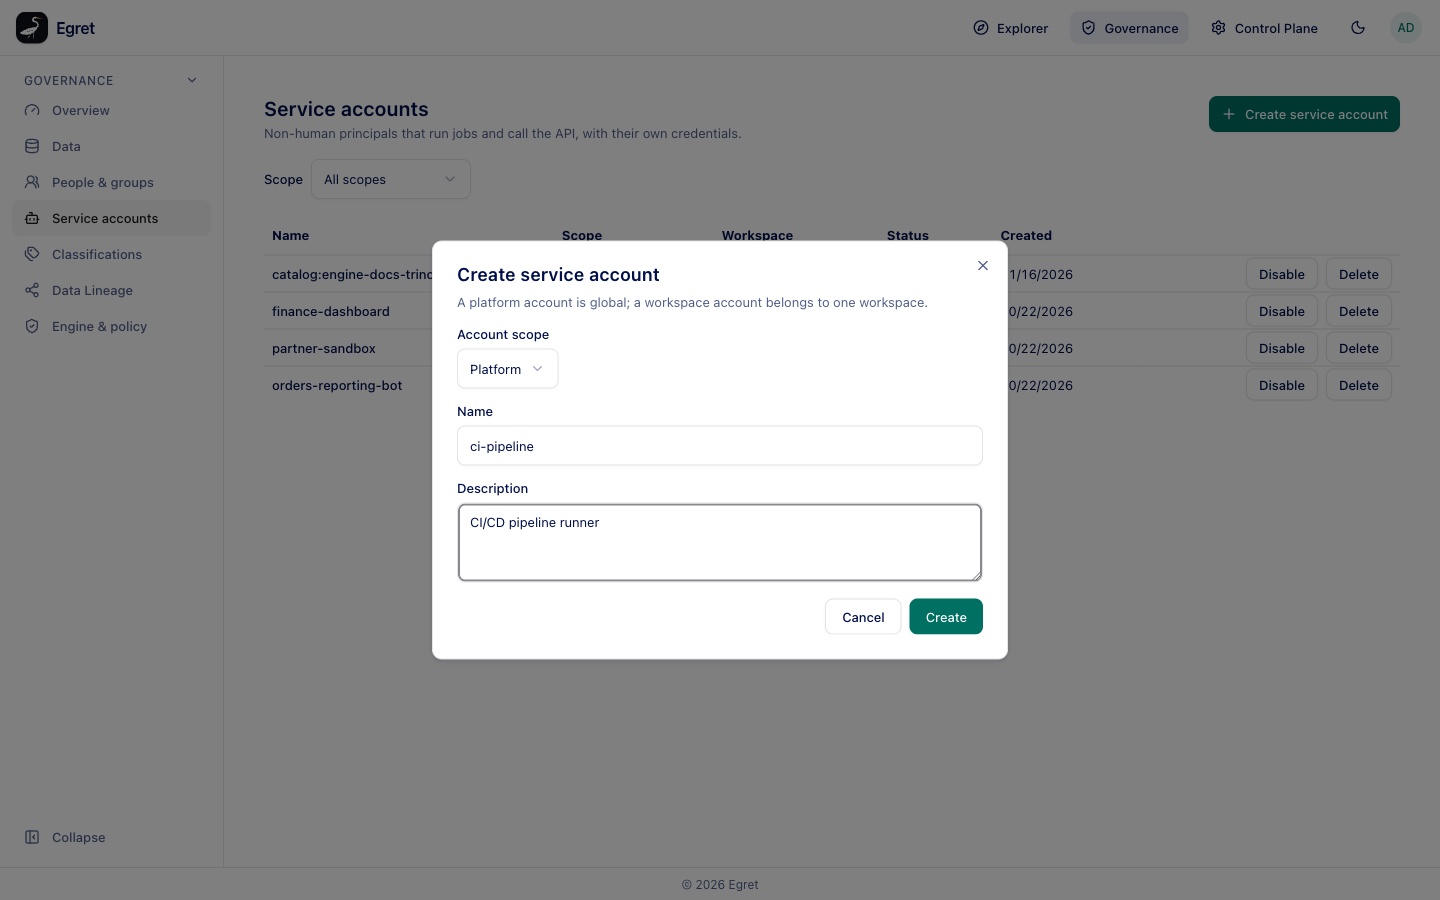 Egret
Explorer
Governance
Control Plane
AD
GOVERNANCE
Overview
Data
People & groups
Service accounts
Classifications
Data Lineage
Engine & policy
Collapse
Service accounts
Non-human principals that run jobs and call the API, with their own credentials.
Create service account
Scope
All scopes
Name Scope Workspace Status Created
catalog:engine-docs-trino 1/16/2026 Disable Delete
finance-dashboard 0/22/2026 Disable Delete
partner-sandbox 0/22/2026 Disable Delete
orders-reporting-bot 0/22/2026 Disable Delete
Create service account
A platform account is global; a workspace account belongs to one workspace.
Account scope
Platform
Name
ci-pipeline
Description
CI/CD pipeline runner
Cancel
Create
© 2026 Egret